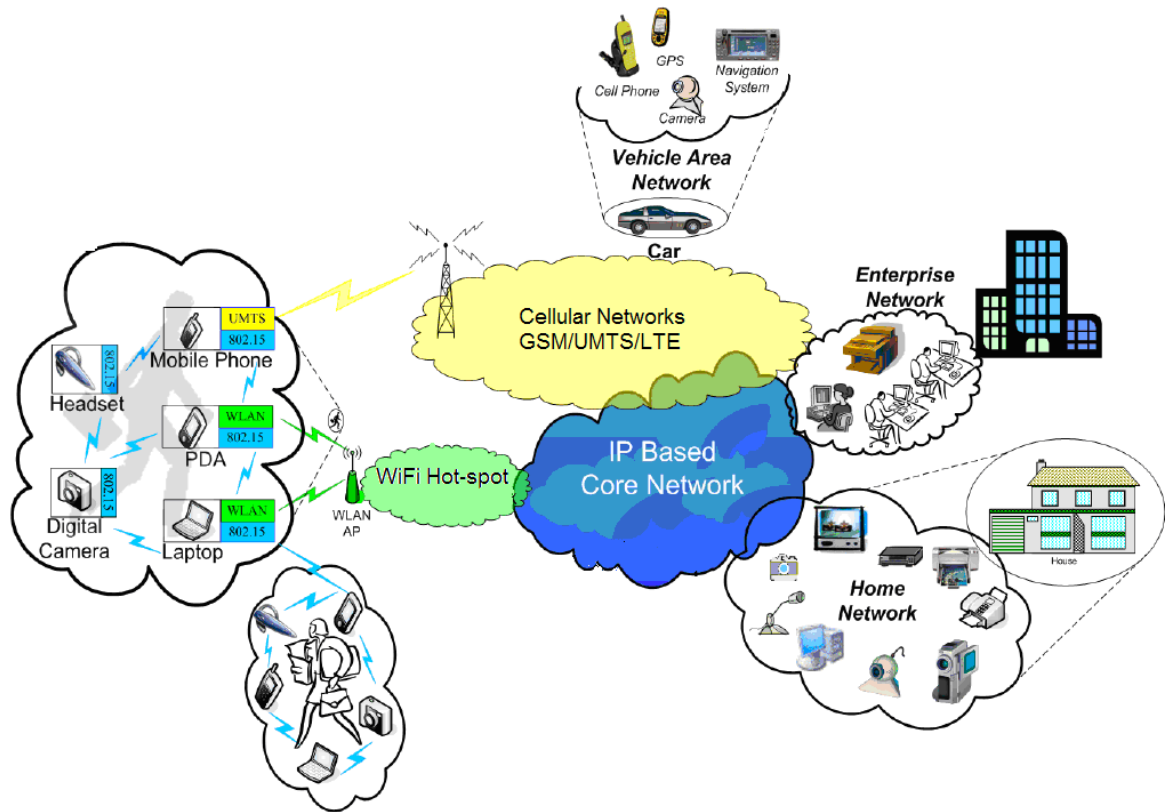 GPS
Navigation
System
Cell Phone
Camera
Vehicle Area
Network
Car
Enterprise
Network
Cellular Networks
GSM/UMTS/LTE
UMTS
802.15
Mobile Phone
802.15
Headset
WLAN
802.15
PDA
802.15
Digital
Camera
WLAN
802.15
Laptop
WLAN
AP
WiFi Hot-spot
IP Based
Core Network
Home
Network
House